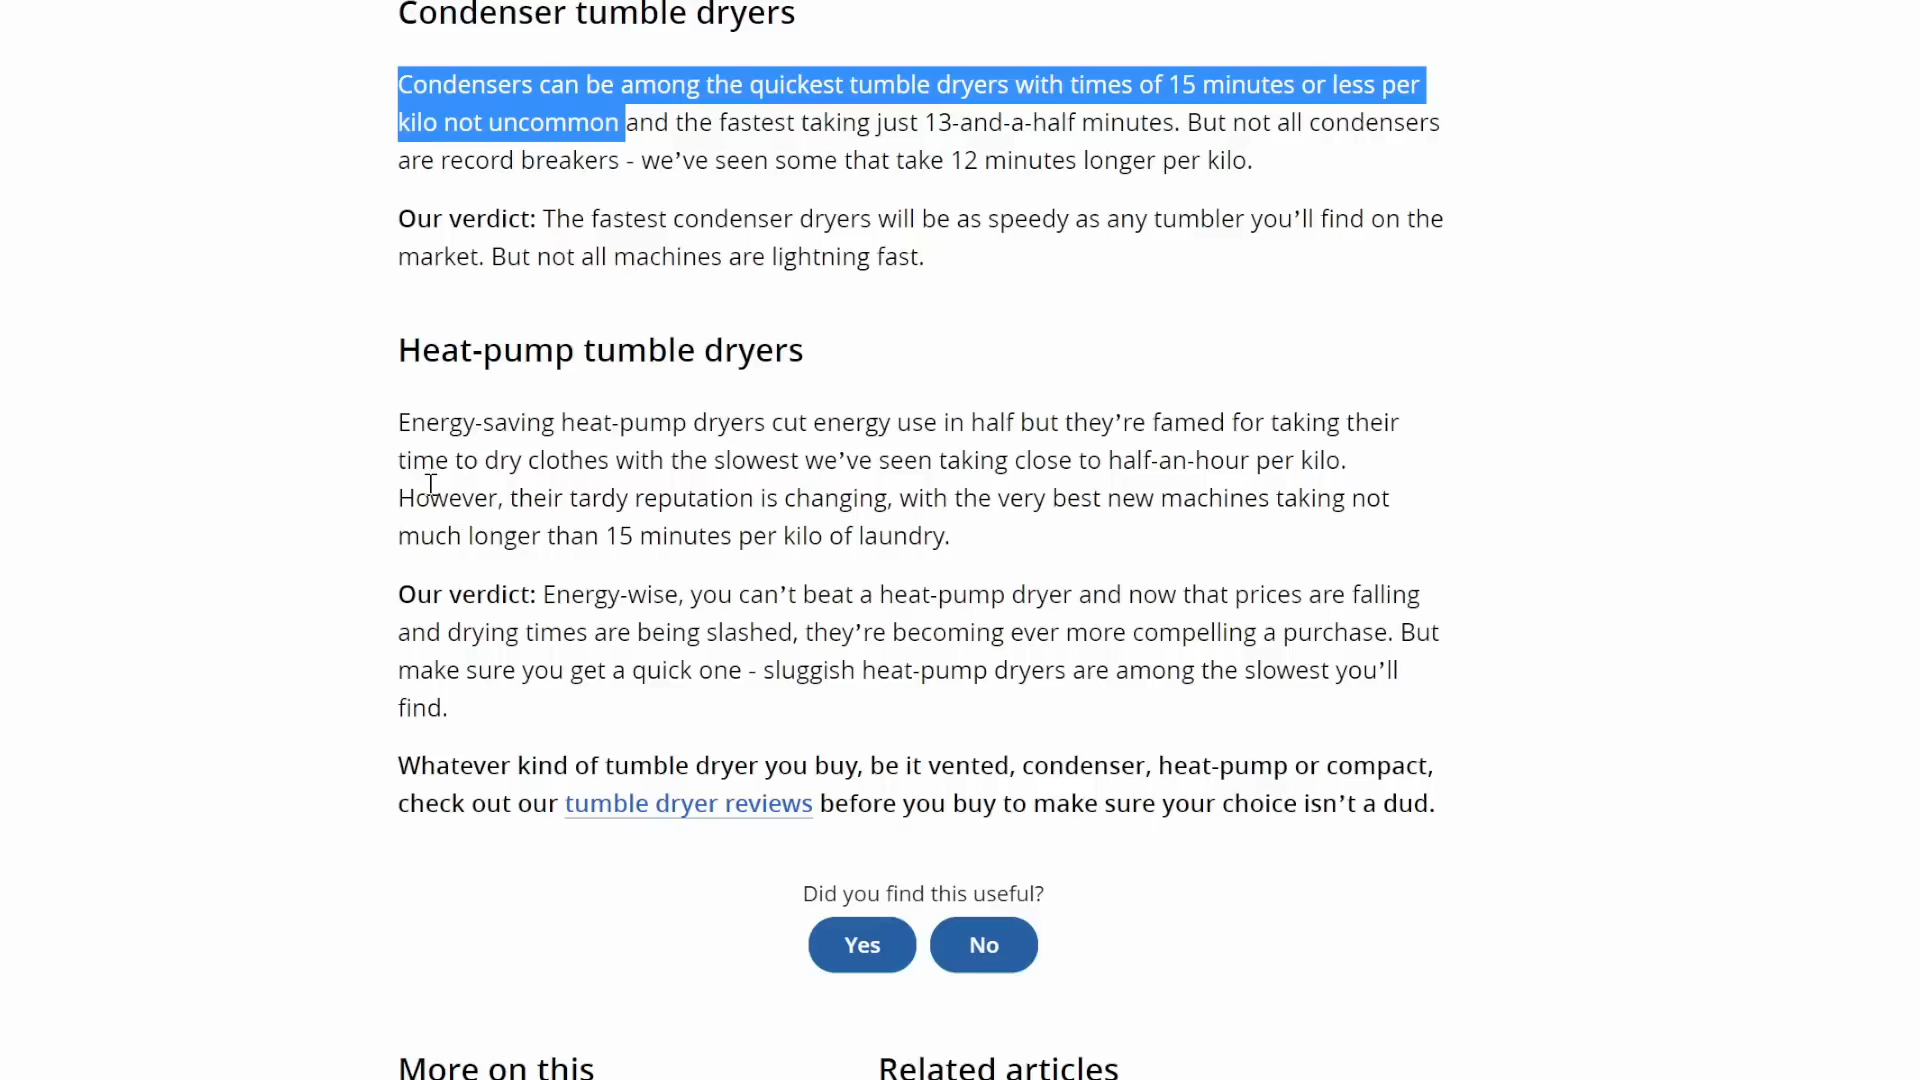 Condenser tumble dryers
Condensers can be among the quickest tumble dryers with times of 15 minutes or less per
kilo not uncommon and the fastest taking just 13-and-a-half minutes. But not all condensers
are record breakers - we’ve seen some that take 12 minutes longer per kilo.
Our verdict: The fastest condenser dryers will be as speedy as any tumbler you’ll find on the
market. But not all machines are lightning fast.
Heat-pump tumble dryers
Energy-saving heat-pump dryers cut energy use in half but they’re famed for taking their
time to dry clothes with the slowest we’ve seen taking close to half-an-hour per kilo.
However, their tardy reputation is changing, with the very best new machines taking not
much longer than 15 minutes per kilo of laundry.
Our verdict: Energy-wise, you can’t beat a heat-pump dryer and now that prices are falling
and drying times are being slashed, they’re becoming ever more compelling a purchase. But
make sure you get a quick one - sluggish heat-pump dryers are among the slowest you’ll
find.
Whatever kind of tumble dryer you buy, be it vented, condenser, heat-pump or compact,
check out our tumble dryer reviews before you buy to make sure your choice isn’t a dud.
Did you find this useful?
Yes No
More on this Related articles